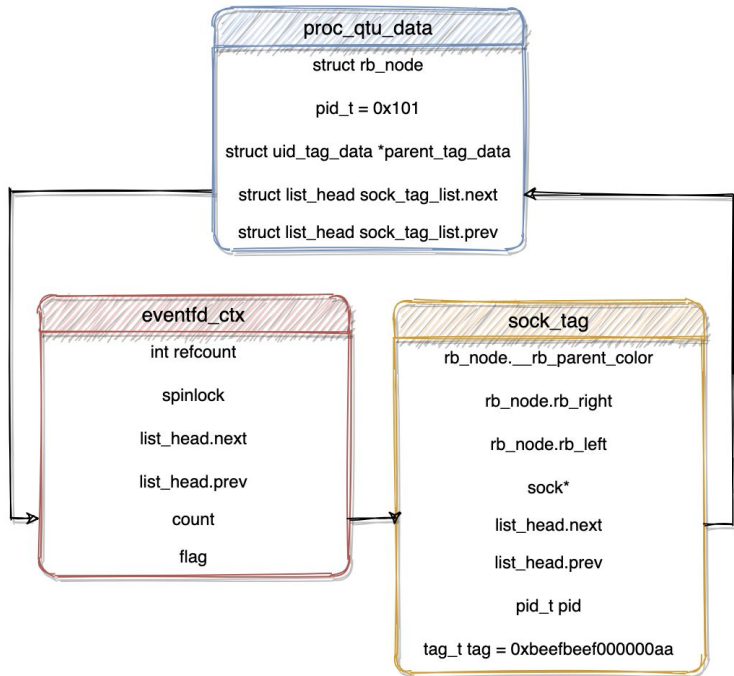 proc_qtu_data
struct rb_node
pid_t = 0x101
struct uid_tag_data *parent_tag_data
struct list_head sock_tag_list.next
struct list_head sock_tag_list.prev
eventfd_ctx
int refcount
spinlock
list_head.next
list_head.prev
count
flag
sock_tag
rb_node.__rb_parent_color
rb_node.rb_right
rb_node.rb_left
sock*
list_head.next
list_head.prev
pid_t pid
tag_t tag = 0xbeefbeef000000aa